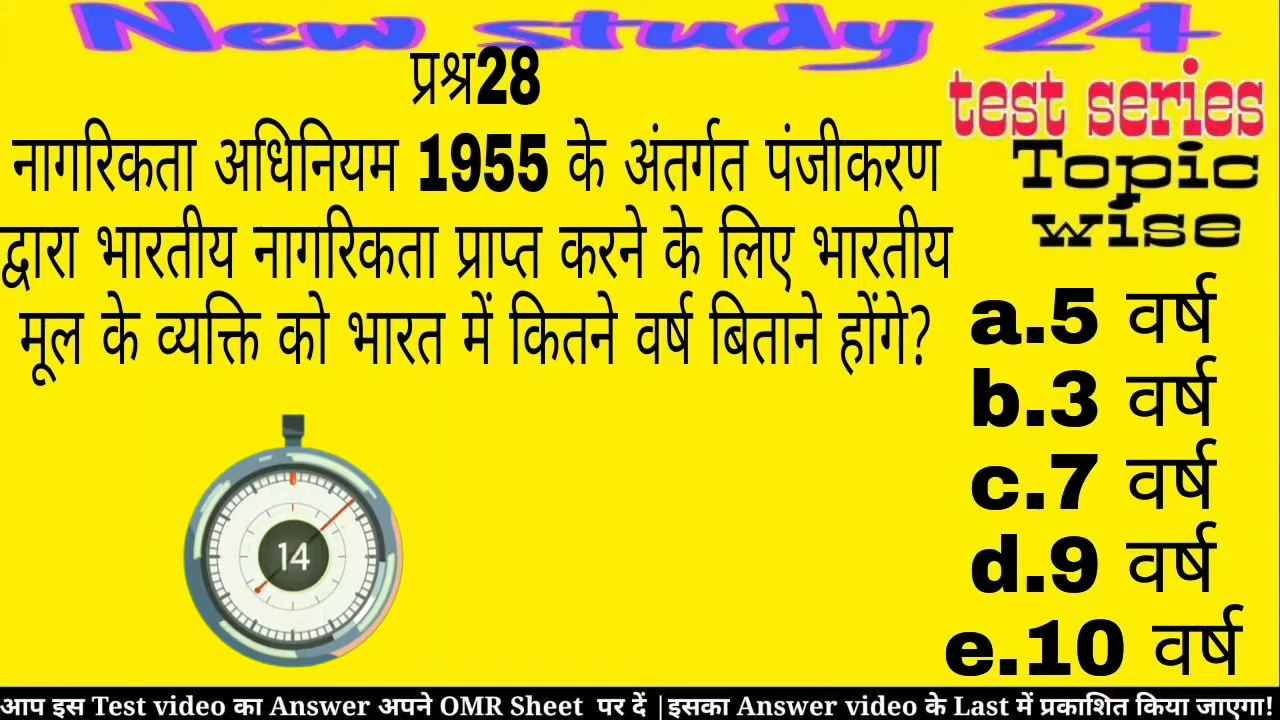 New study 24
प्रश्न28
test series
Topic
wise
नागरिकता अधिनियम 1955 के अंतर्गत पंजीकरण
द्वारा भारतीय नागरिकता प्राप्त करने के लिए भारतीय
मूल के व्यक्ति को भारत में कितने वर्ष बिताने होंगे?
a.5 वर्ष
b.3 वर्ष
c.7 वर्ष
d.9 वर्ष
e.10 वर्ष
14
आप इस Test video का Answer अपने OMR Sheet पर दें |इसका Answer video के Last में प्रकाशित किया जाएगा!